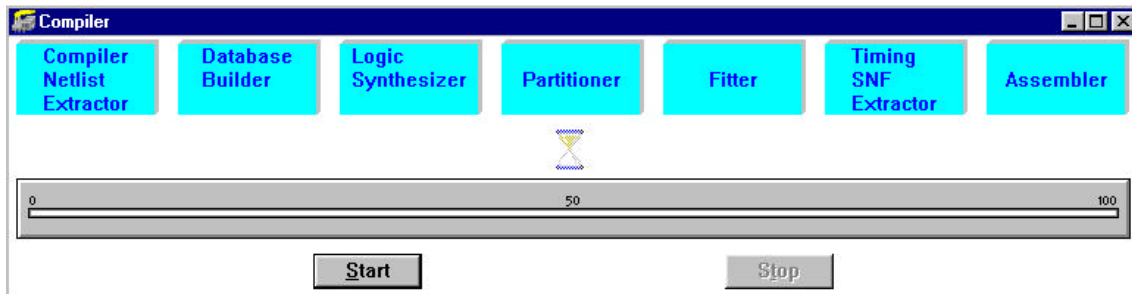 Compiler
Compiler
Netlist
Extractor
Database
Builder
Logic
Synthesizer
Partitioner
Fitter
Timing
SNF
Extractor
Assembler
0 50 100
Start Stop